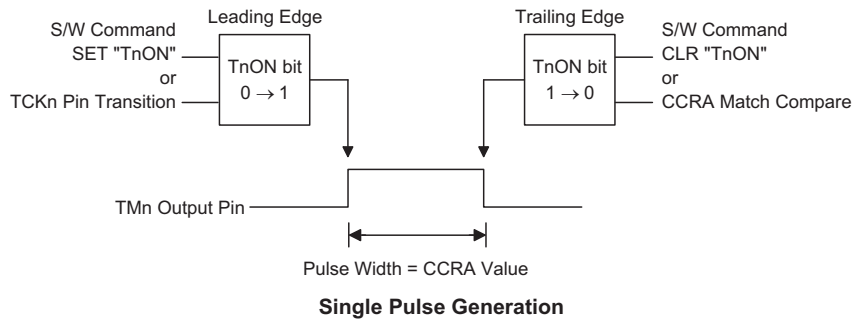 Leading Edge
S/W Command
SET "TnON"
or
TCKn Pin Transition
TnON bit
0 → 1
Trailing Edge
TnON bit
1 → 0
S/W Command
CLR "TnON"
or
CCRA Match Compare
TMn Output Pin
Pulse Width = CCRA Value
Single Pulse Generation